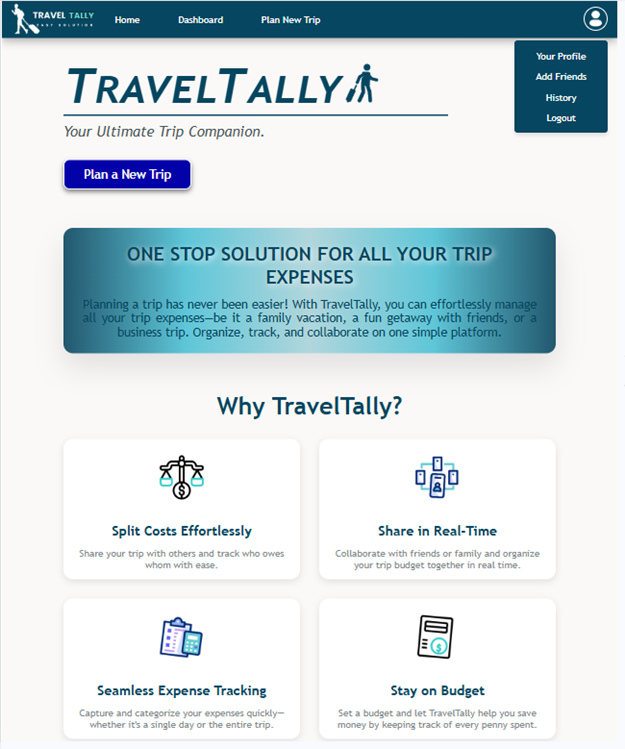 TRAVEL TALLY
EASY SOLUTION
Home
Dashboard
Plan New Trip
Your Profile
Add Friends
History
Logout
TRAVELTALLY
Your Ultimate Trip Companion.
Plan a New Trip
ONE STOP SOLUTION FOR ALL YOUR TRIP
EXPENSES
Planning a trip has never been easier! With TravelTally, you can effortlessly manage
all your trip expenses—be it a family vacation, a fun getaway with friends, or a
business trip. Organize, track, and collaborate on one simple platform.
Why TravelTally?
Split Costs Effortlessly
Share your trip with others and track who owes
whom with ease.
Share in Real-Time
Collaborate with friends or family and organize
your trip budget together in real time.
Seamless Expense Tracking
Capture and categorize your expenses quickly—
whether it's a single day or the entire trip.
Stay on Budget
Set a budget and let TravelTally help you save
money by keeping track of every penny spent.